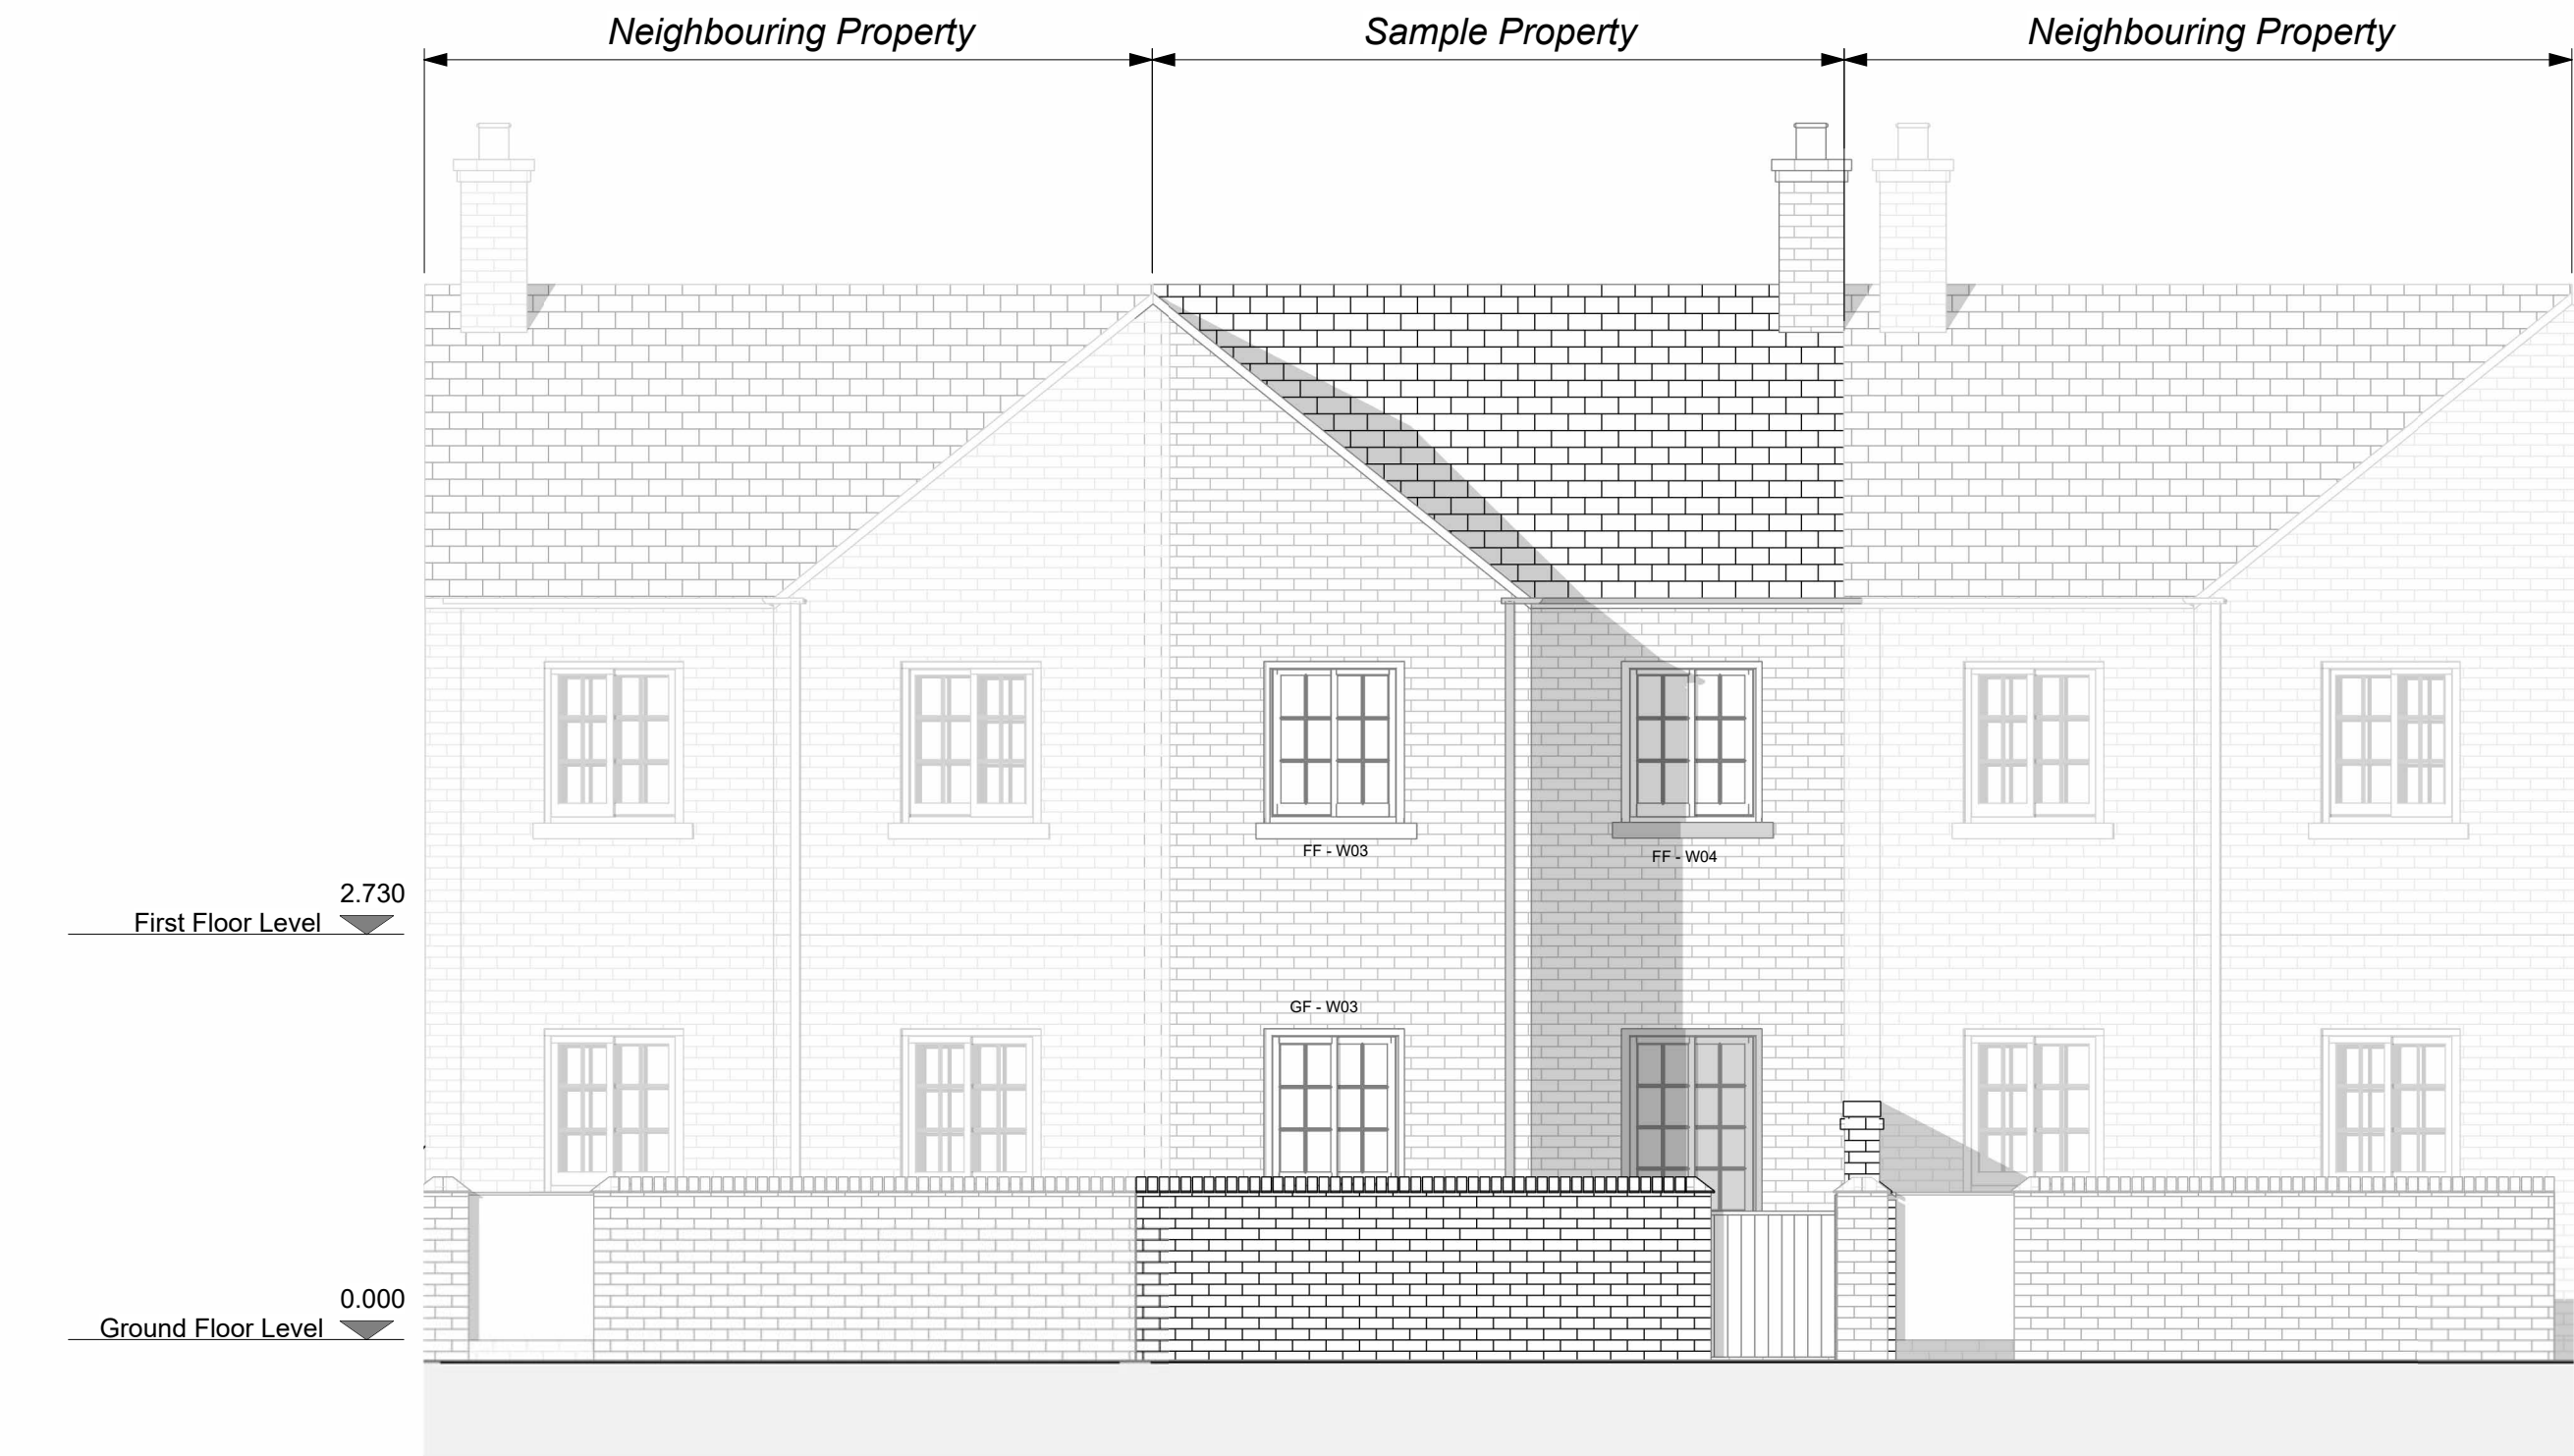 Neighbouring Property
Sample Property
Neighbouring Property
FF - W03
FF - W04
2.730
First Floor Level
GF - W03
0.000
Ground Floor Level